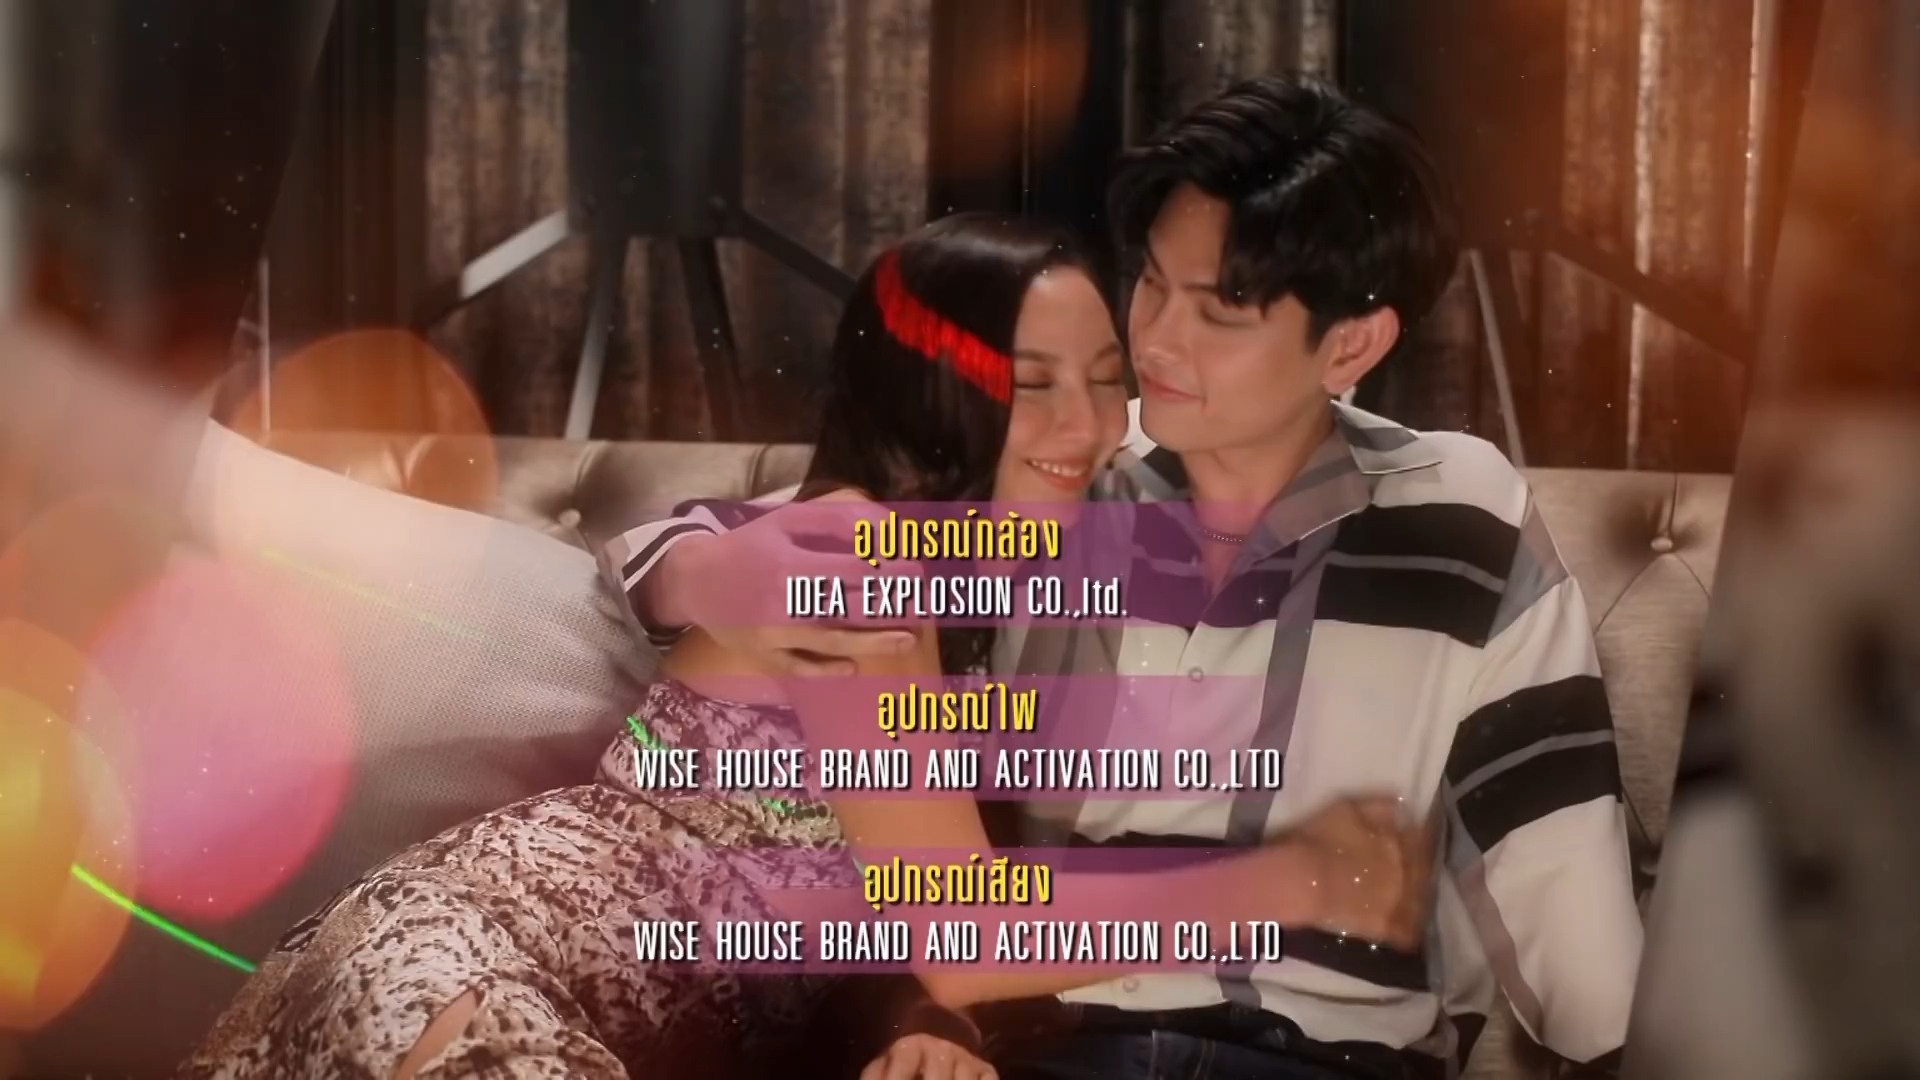 อุปกรณ์กล้อง
IDEA EXPLOSION CO.,ltd.
อุปกรณ์ไฟ
WISE HOUSE BRAND AND ACTIVATION CO.,LTD
อุปกรณ์เสียง
WISE HOUSE BRAND AND ACTIVATION CO.,LTD